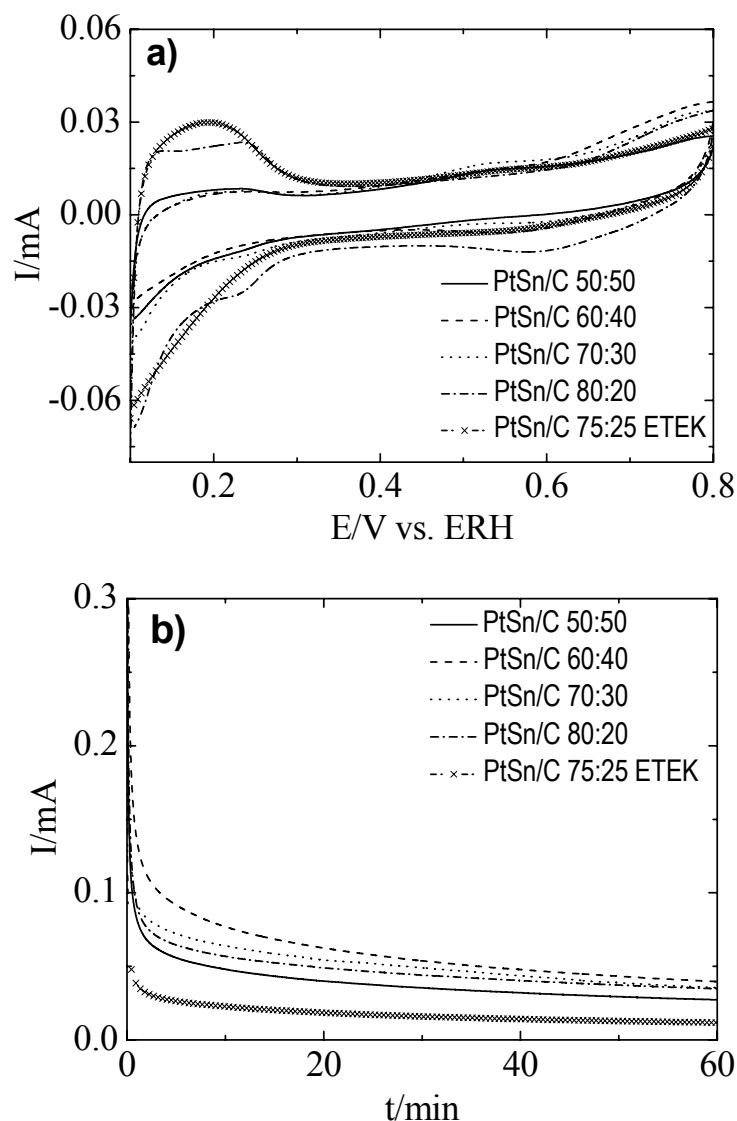 a)
0.06
0.03
0.00
-0.03
-0.06
I/mA
PtSn/C 50:50
PtSn/C 60:40
PtSn/C 70:30
PtSn/C 80:20
PtSn/C 75:25 ETEK
0.2
0.4
0.6
0.8
E/V vs. ERH
b)
0.3
0.2
0.1
0.0
I/mA
PtSn/C 50:50
PtSn/C 60:40
PtSn/C 70:30
PtSn/C 80:20
PtSn/C 75:25 ETEK
0
20
40
60
t/min